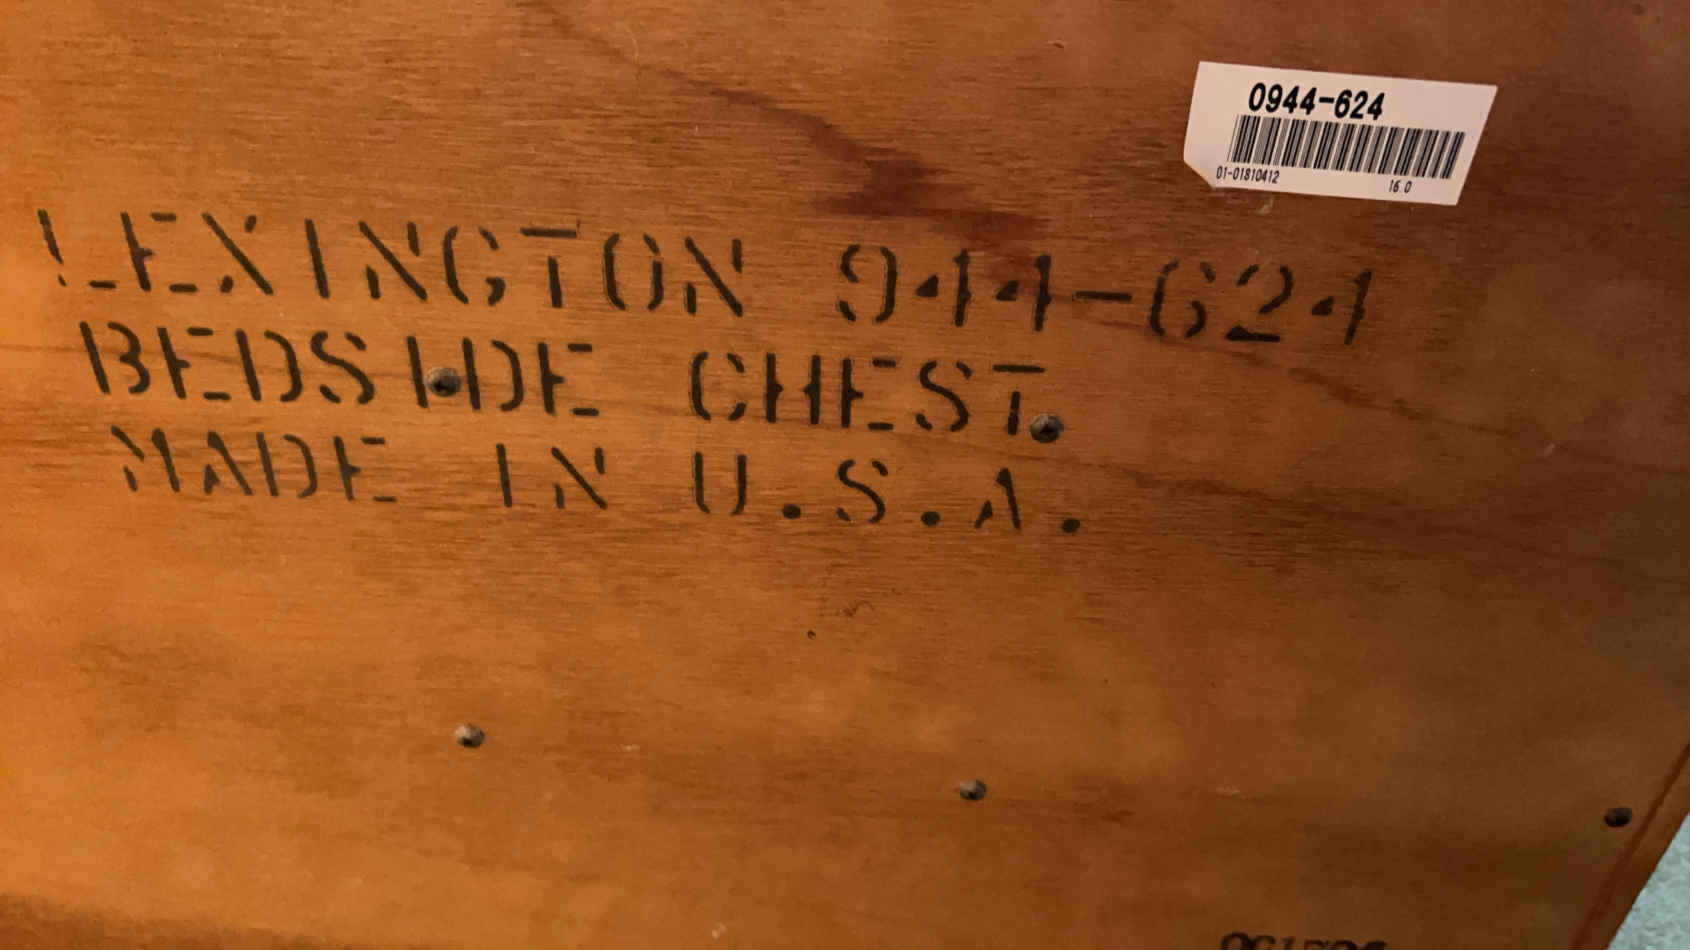 0944-624
01-01810412 16 0
LEXINGTON 944-624
BEDSIDE CHEST.
MADE IN U.S.A.